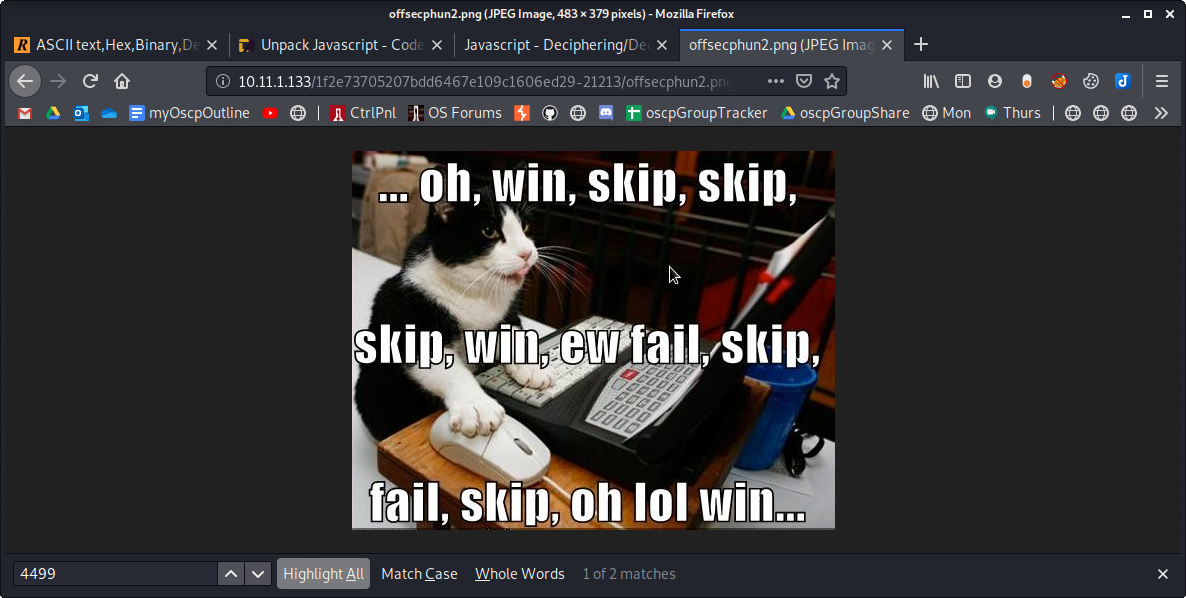 offsecphun2.png (JPEG Image, 483 × 379 pixels) - Mozilla Firefox
ASCII text,Hex,Binary,De
Unpack Javascript - Code
Javascript - Deciphering/De
offsecphun2.png (JPEG Imag
10.11.1.133/1f2e73705207bdd6467e109c1606ed29-21213/offsecphun2.png
myOscpOutline
CtrlPnl
OS Forums
oscpGroupTracker
oscpGroupShare
Mon
Thurs
... oh, win, skip, skip,
skip, win, ew fail, skip,
fail, skip, oh lol win...
4499
Highlight All
Match Case
Whole Words
1 of 2 matches